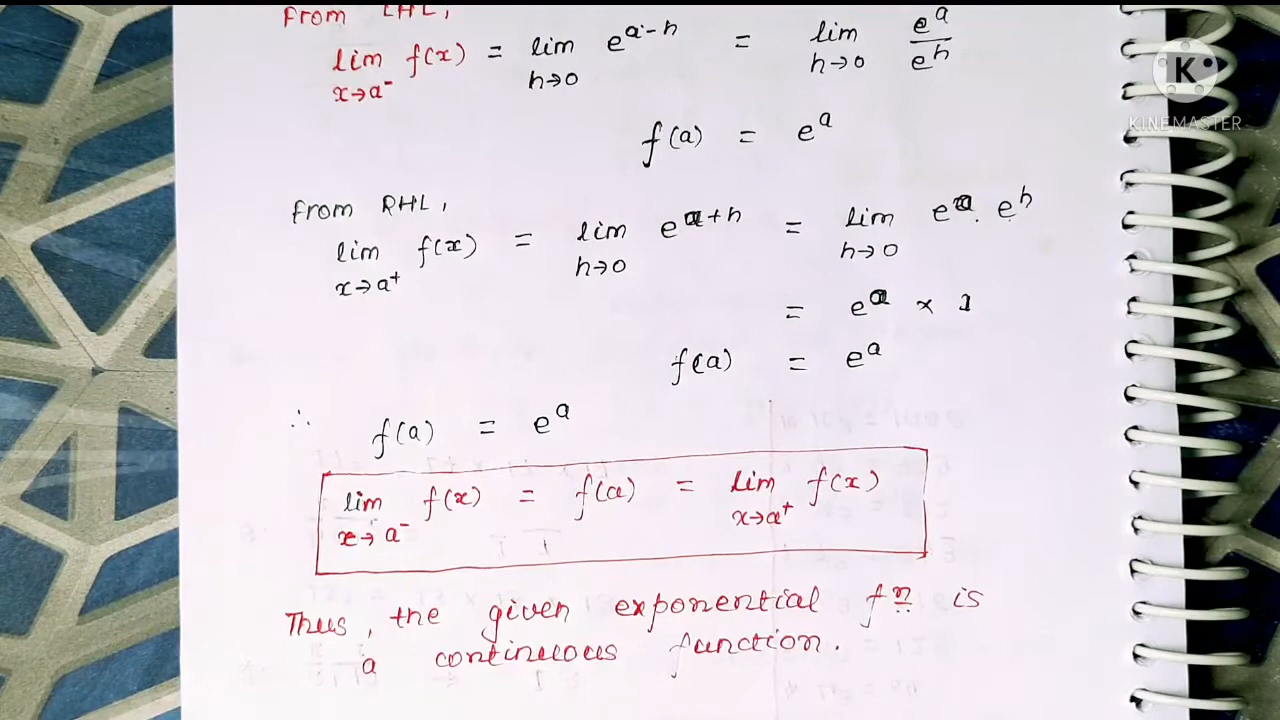 From LHL,
lim x→a⁻ f(x) = lim h→0 e^(a-h) = lim h→0 e^a/e^h
f(a) = e^a
From RHL,
lim x→a⁺ f(x) = lim h→0 e^(a+h) = lim h→0 e^a . e^h
= e^a × 1
f(a) = e^a
∴ f(a) = e^a
lim x→a⁻ f(x) = f(a) = lim x→a⁺ f(x)
Thus, the given exponential fn is
a continuous function.
K
KINEMASTER